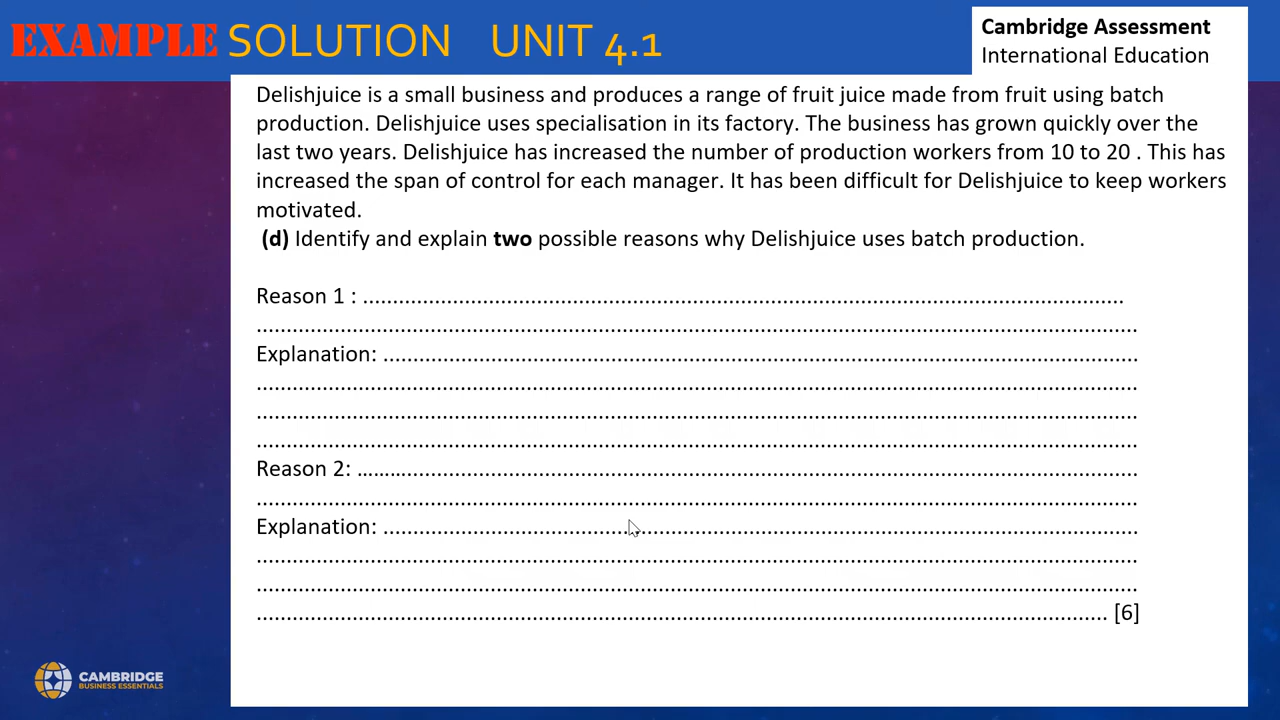 EXAMPLE SOLUTION UNIT 4.1
Cambridge Assessment
International Education
Delishjuice is a small business and produces a range of fruit juice made from fruit using batch
production. Delishjuice uses specialisation in its factory. The business has grown quickly over the
last two years. Delishjuice has increased the number of production workers from 10 to 20 . This has
increased the span of control for each manager. It has been difficult for Delishjuice to keep workers
motivated.
(d) Identify and explain two possible reasons why Delishjuice uses batch production.
Reason 1 : ................................................................................................................................
....................................................................................................................................................
Explanation: ..............................................................................................................................
....................................................................................................................................................
....................................................................................................................................................
....................................................................................................................................................
Reason 2: ..................................................................................................................................
....................................................................................................................................................
Explanation: ..............................................................................................................................
....................................................................................................................................................
....................................................................................................................................................
............................................................................................................................................... [6]
CAMBRIDGE
BUSINESS ESSENTIALS